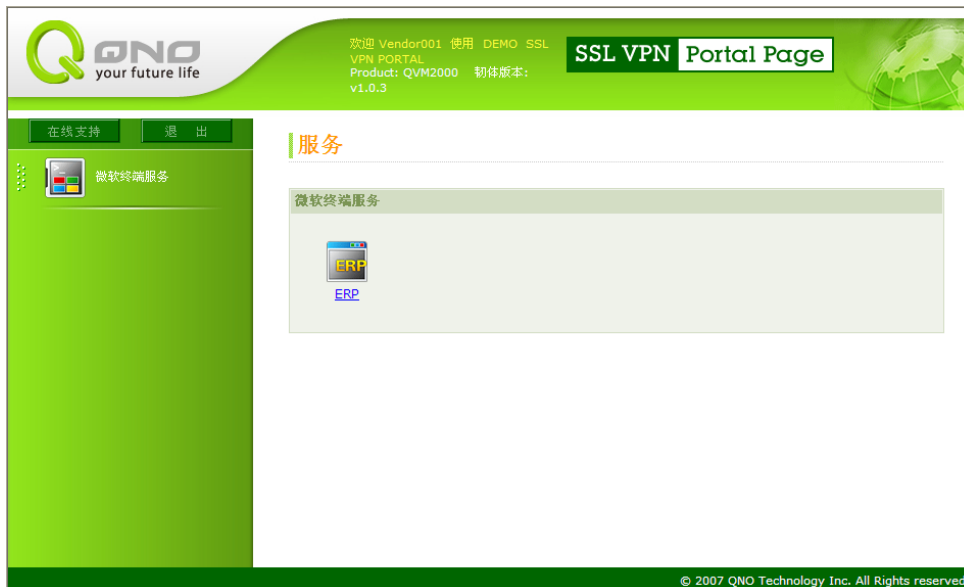 QNO
your future life
欢迎 Vendor001 使用 DEMO SSL
VPN PORTAL
Product: QVM2000 韧体版本:
v1.0.3
SSL VPN Portal Page
在线支持 退 出
微软终端服务
服务
微软终端服务
ERP
ERP
© 2007 QNO Technology Inc. All Rights reserved